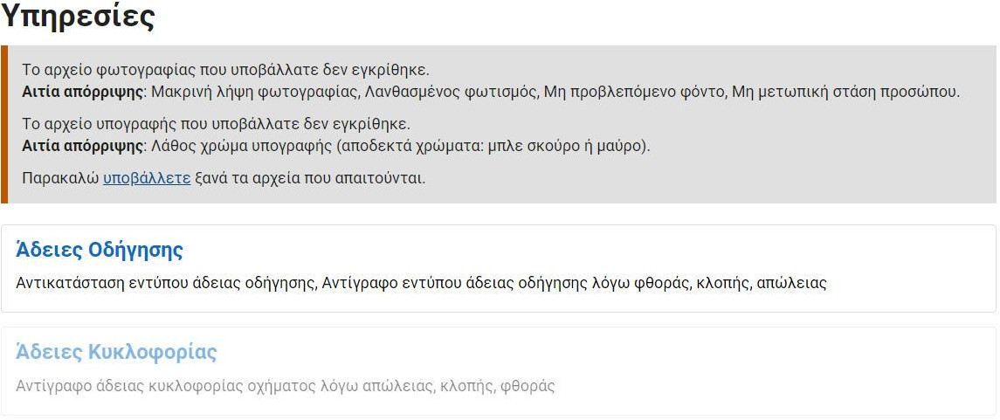 Υπηρεσίες
Το αρχείο φωτογραφίας που υποβάλλατε δεν εγκρίθηκε.
Αιτία απόρριψης: Μακρινή λήψη φωτογραφίας, Λανθασμένος φωτισμός, Μη προβλεπόμενο φόντο, Μη μετωπική στάση προσώπου.
Το αρχείο υπογραφής που υποβάλλατε δεν εγκρίθηκε.
Αιτία απόρριψης: Λάθος χρώμα υπογραφής (αποδεκτά χρώματα: μπλε σκούρο ή μαύρο).
Παρακαλώ υποβάλλετε ξανά τα αρχεία που απαιτούνται.
Άδειες Οδήγησης
Αντικατάσταση εντύπου άδειας οδήγησης, Αντίγραφο εντύπου άδειας οδήγησης λόγω φθοράς, κλοπής, απώλειας
Άδειες Κυκλοφορίας
Αντίγραφο άδειας κυκλοφορίας οχήματος λόγω απώλειας, κλοπής, φθοράς